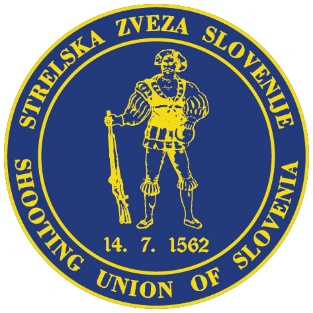 STRELSKA ZVEZA SLOVENIJE
14. 7. 1562
SHOOTING UNION OF SLOVENIA